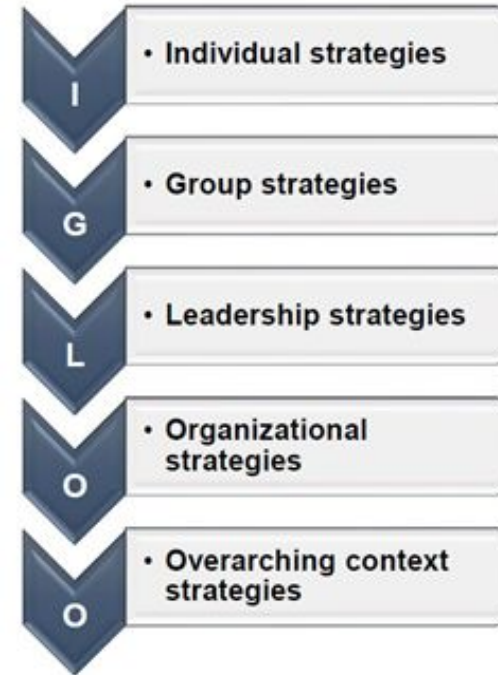 I
• Individual strategies
G
• Group strategies
L
• Leadership strategies
O
• Organizational
strategies
O
• Overarching context
strategies